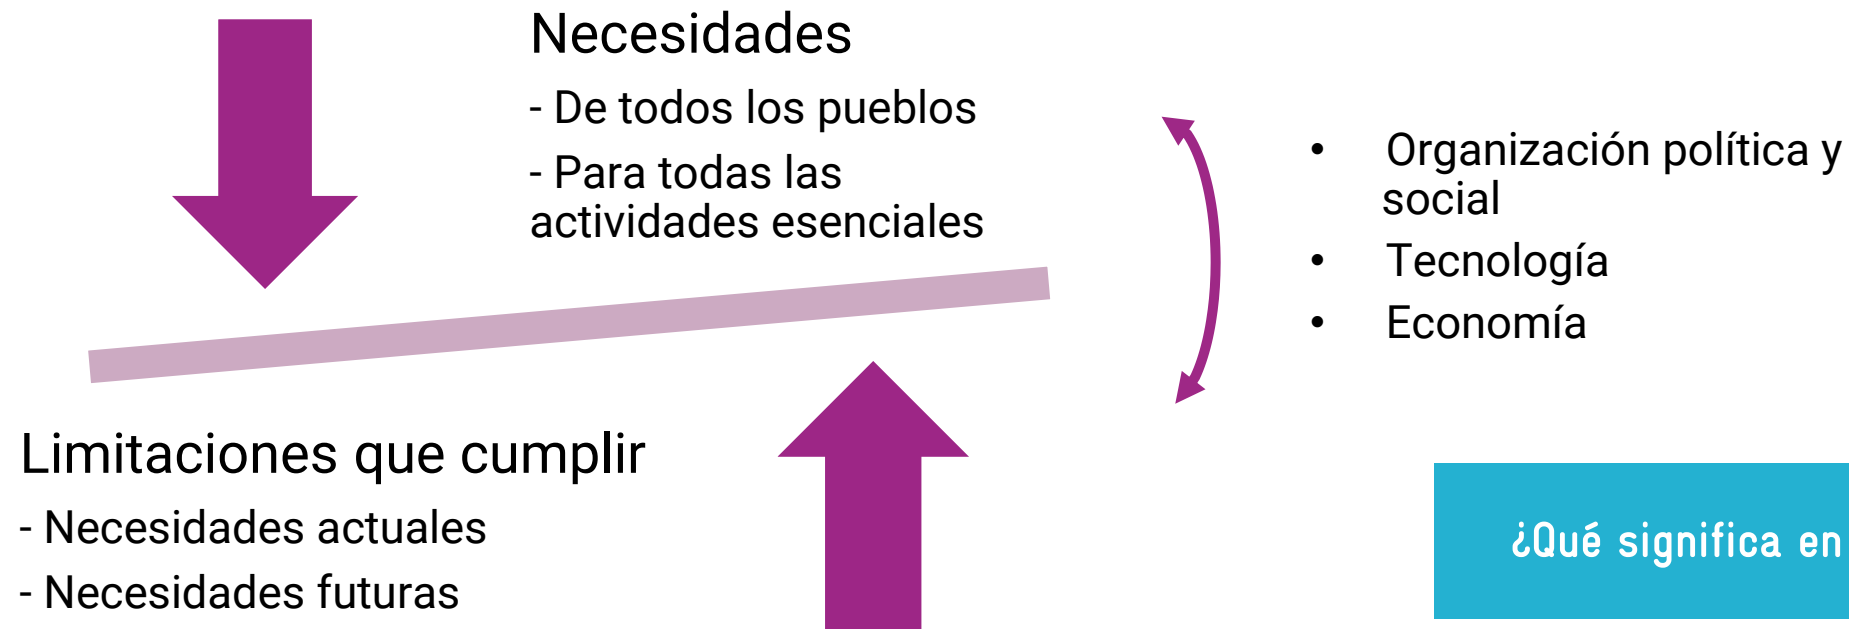 Necesidades
- De todos los pueblos
- Para todas las
actividades esenciales
• Organización política y
social
• Tecnología
• Economía
Limitaciones que cumplir
- Necesidades actuales
- Necesidades futuras
¿Qué significa en